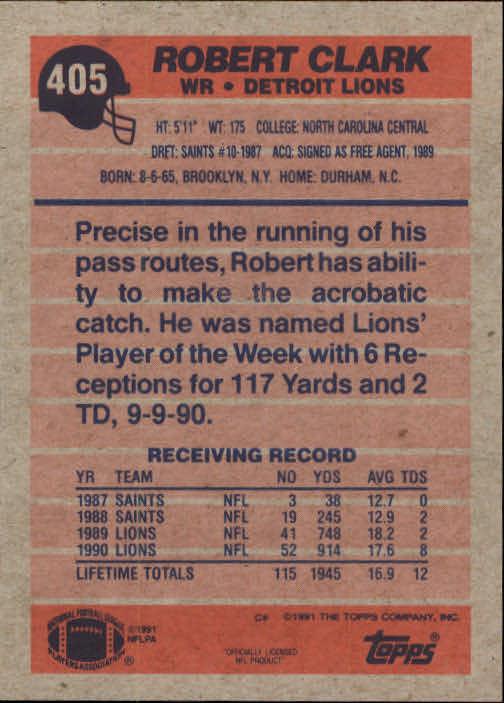 405
ROBERT CLARK
WR • DETROIT LIONS
HT: 5'11" WT: 175 COLLEGE: NORTH CAROLINA CENTRAL
DRFT: SAINTS #10-1987 ACQ: SIGNED AS FREE AGENT, 1989
BORN: 8-6-65, BROOKLYN, N.Y. HOME: DURHAM, N.C.
Precise in the running of his
pass routes, Robert has abili-
ty to make the acrobatic
catch. He was named Lions'
Player of the Week with 6 Re-
ceptions for 117 Yards and 2
TD, 9-9-90.
RECEIVING RECORD
YR TEAM NO YDS AVG TDS
1987 SAINTS NFL 3 38 12.7 0
1988 SAINTS NFL 19 245 12.9 2
1989 LIONS NFL 41 748 18.2 2
1990 LIONS NFL 52 914 17.6 8
LIFETIME TOTALS 115 1945 16.9 12
C* ©1991 THE TOPPS COMPANY, INC.
NATIONAL FOOTBALL LEAGUE
PLAYERS ASSOCIATION
®
©1991
NFLPA
"OFFICIALLY LICENSED
NFL PRODUCT"
topps®